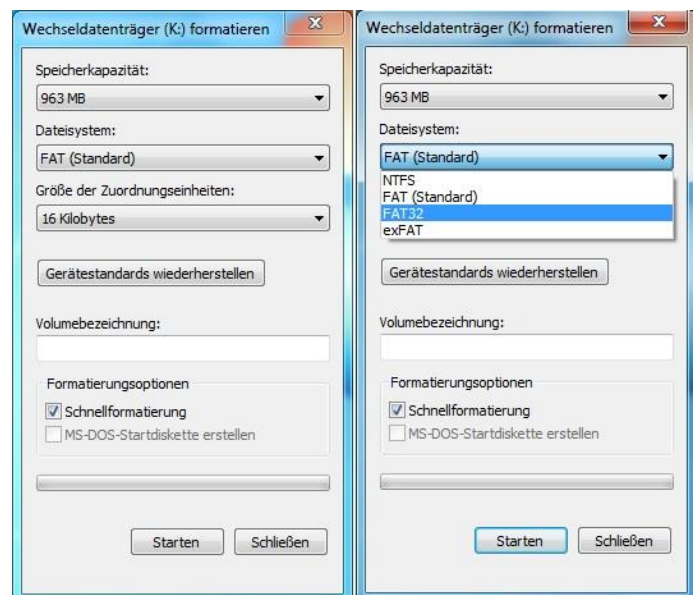 Wechseldatenträger (K:) formatieren
Speicherkapazität:
963 MB
Dateisystem:
FAT (Standard)
Größe der Zuordnungseinheiten:
16 Kilobytes
Gerätestandards wiederherstellen
Volumebezeichnung:
Formatierungsoptionen
Schnellformatierung
MS-DOS-Startdiskette erstellen
Starten Schließen
Wechseldatenträger (K:) formatieren
Speicherkapazität:
963 MB
Dateisystem:
FAT (Standard)
NTFS
FAT (Standard)
FAT32
exFAT
Gerätestandards wiederherstellen
Volumebezeichnung:
Formatierungsoptionen
Schnellformatierung
MS-DOS-Startdiskette erstellen
Starten Schließen